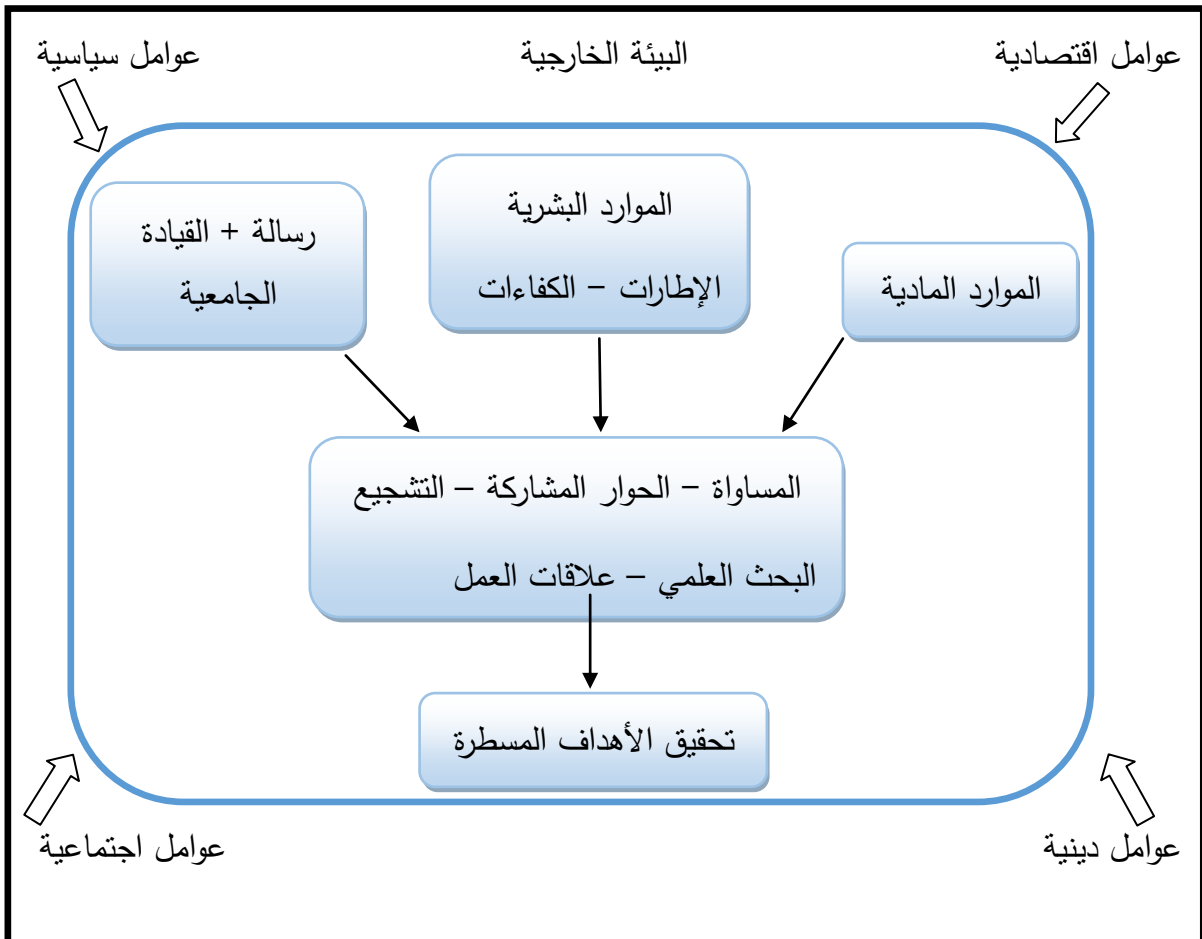 عوامل اقتصادية
البيئة الخارجية
عوامل سياسية
الموارد المادية
الموارد البشرية
الإطارات – الكفاءات
رسالة + القيادة
الجامعية
المساواة – الحوار المشاركة – التشجيع
البحث العلمي – علاقات العمل
تحقيق الأهداف المسطرة
عوامل دينية
عوامل اجتماعية